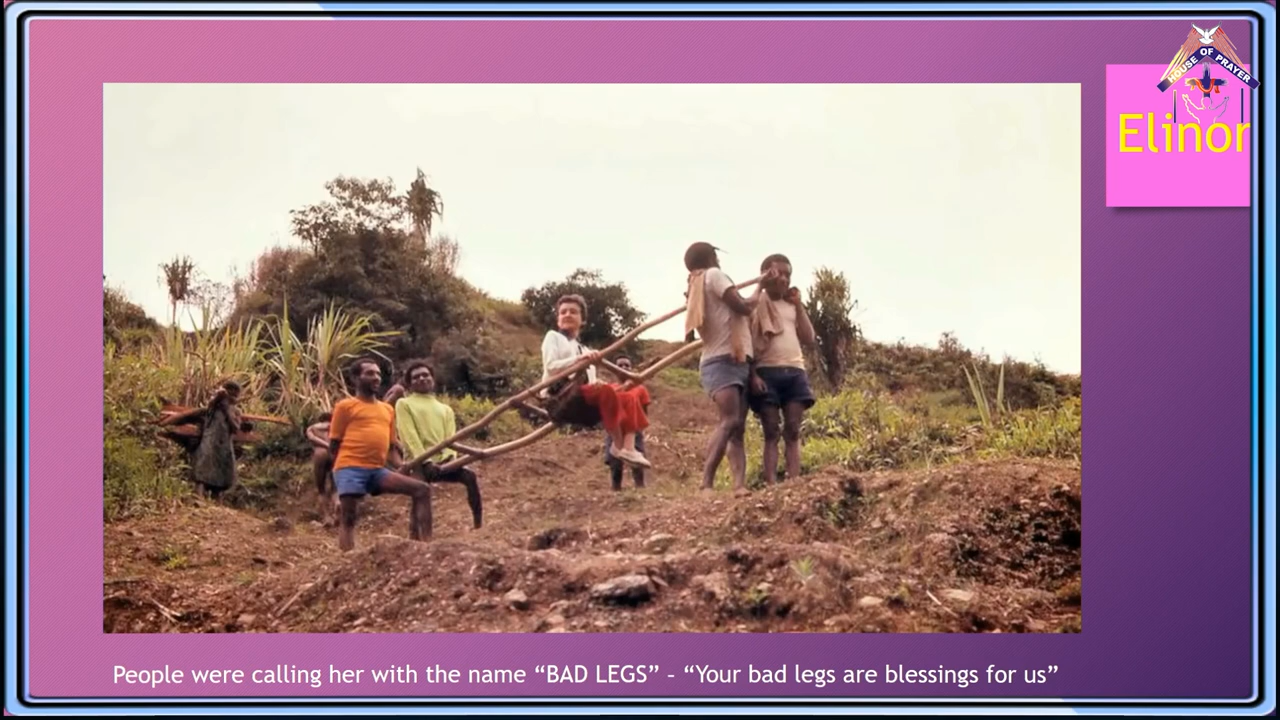 HOUSE OF PRAYER
Elinor
People were calling her with the name “BAD LEGS” – “Your bad legs are blessings for us”